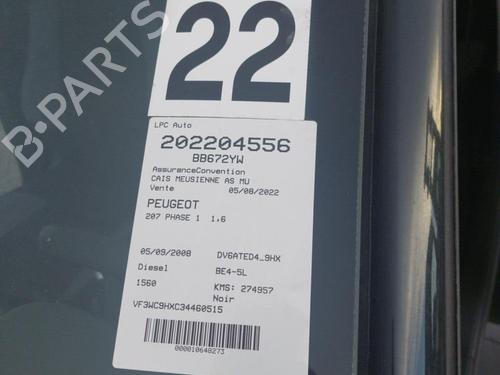 22
B-PARTS
LPC Auto
202204556
BB672YW
AssuranceConvention
CAIS MEUSIENNE AS MU
Vente 05/08/2022
PEUGEOT
207 PHASE 1 1.6
05/09/2008 DV6ATED4_9HX
Diesel BE4-5L
1560 KMS: 274957
Noir
VF3WC9HXC34460515
000010649273